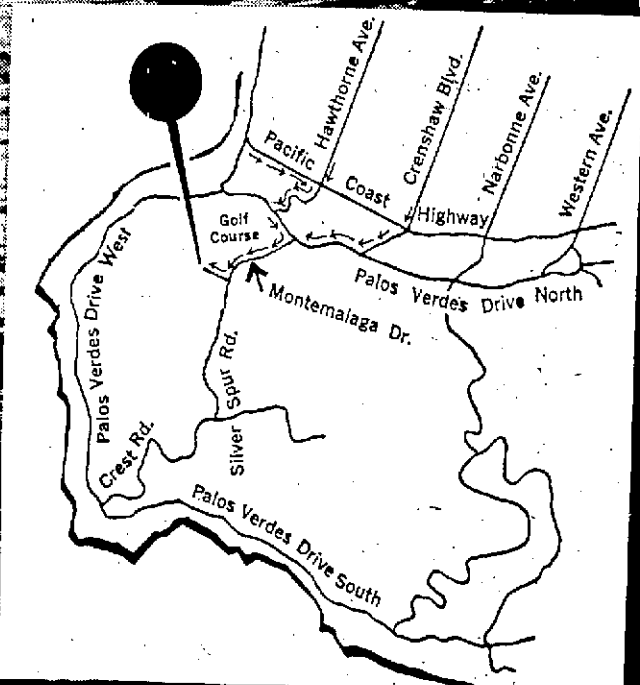 Hawthorne Ave.
Crenshaw Blvd.
Narbonne Ave.
Western Ave.
Pacific Coast Highway
Golf
Course
Palos Verdes Drive West
Palos Verdes Drive North
Montemalaga Dr.
Silver Spur Rd.
Crest Rd.
Palos Verdes Drive South